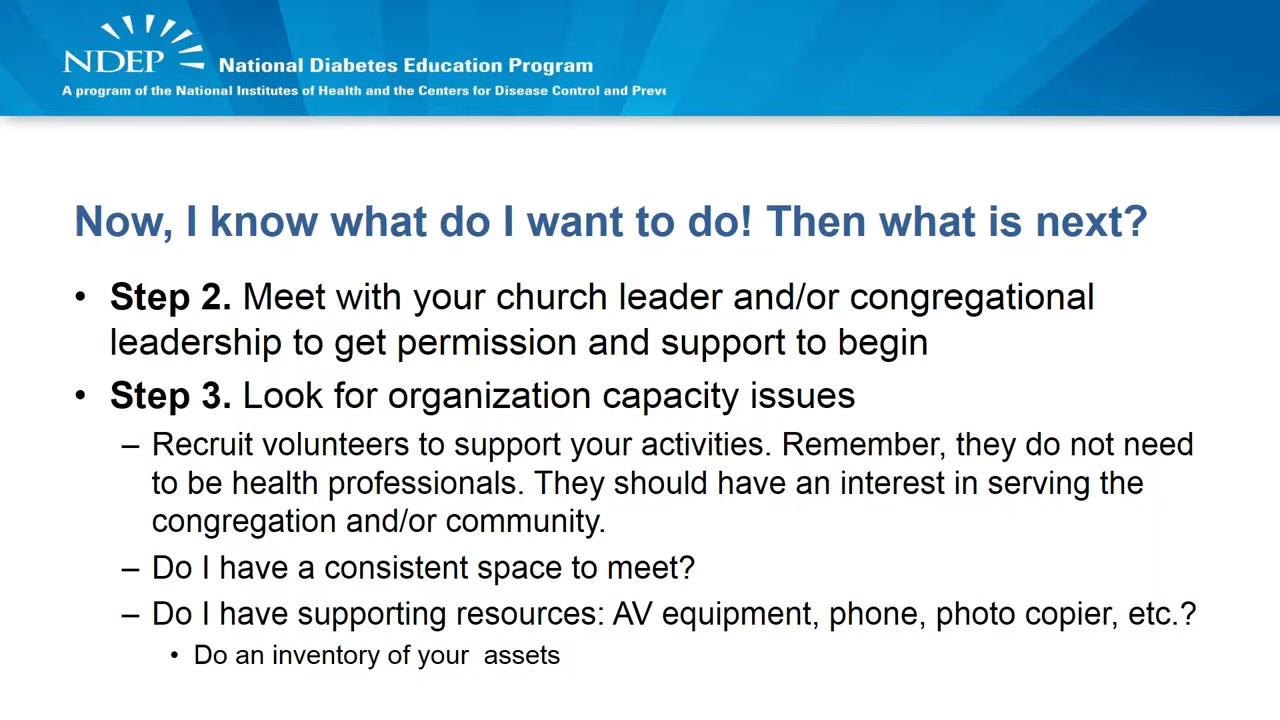 NDEP National Diabetes Education Program
A program of the National Institutes of Health and the Centers for Disease Control and Preve
Now, I know what do I want to do! Then what is next?
• Step 2. Meet with your church leader and/or congregational
leadership to get permission and support to begin
• Step 3. Look for organization capacity issues
– Recruit volunteers to support your activities. Remember, they do not need
to be health professionals. They should have an interest in serving the
congregation and/or community.
– Do I have a consistent space to meet?
– Do I have supporting resources: AV equipment, phone, photo copier, etc.?
• Do an inventory of your  assets